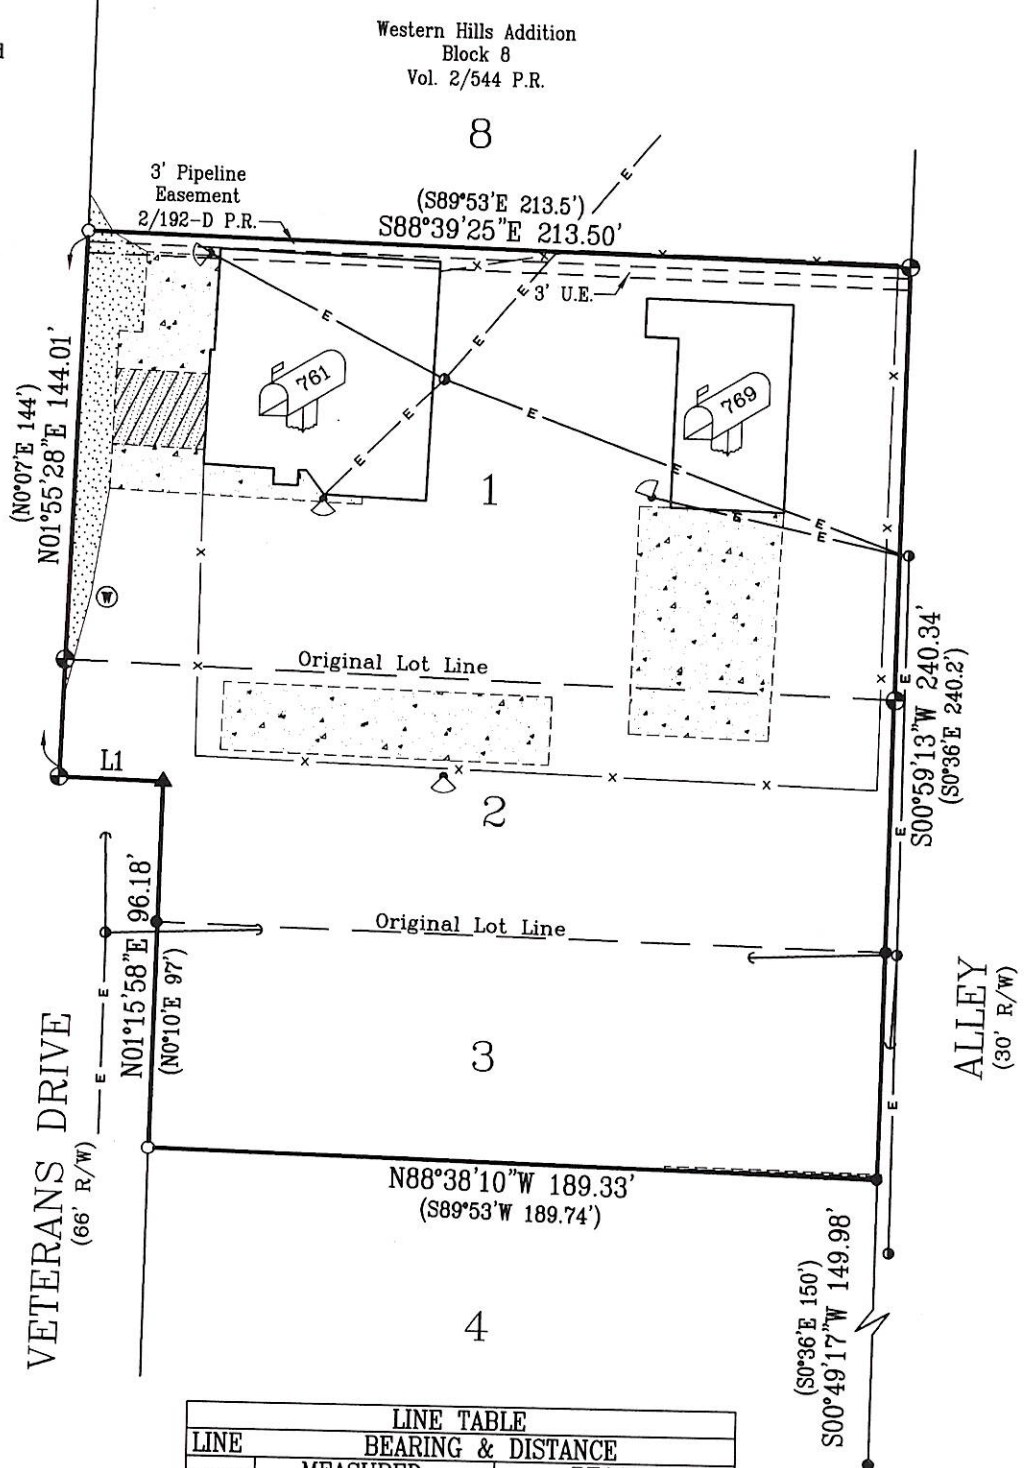 Western Hills Addition
Block 8
Vol. 2/544 P.R.
8
3' Pipeline
Easement
2/192-D P.R.
(S89°53'E 213.5')
S88°39'25"E 213.50'
E
x
x
x
x
3' U.E.
E
E
E
761
769
E
E
E
E
E
E
E
1
(N0°07'E 144')
N01°55'28"E 144.01'
x
x
x
W
Original Lot Line
x
x
E
S00°59'13"W 240.34'
(S0°36'E 240.2')
L1
x
x
x
x
2
E
N01°15'58"E 96.18'
(N0°10'E 97')
Original Lot Line
E
E
3
E
ALLEY
(30' R/W)
VETERANS DRIVE
(66' R/W)
N88°38'10"W 189.33'
(S89°53'W 189.74')
(S0°36'E 150')
S00°49'17"W 149.98'
4
LINE TABLE
LINE BEARING & DISTANCE
MEASURED